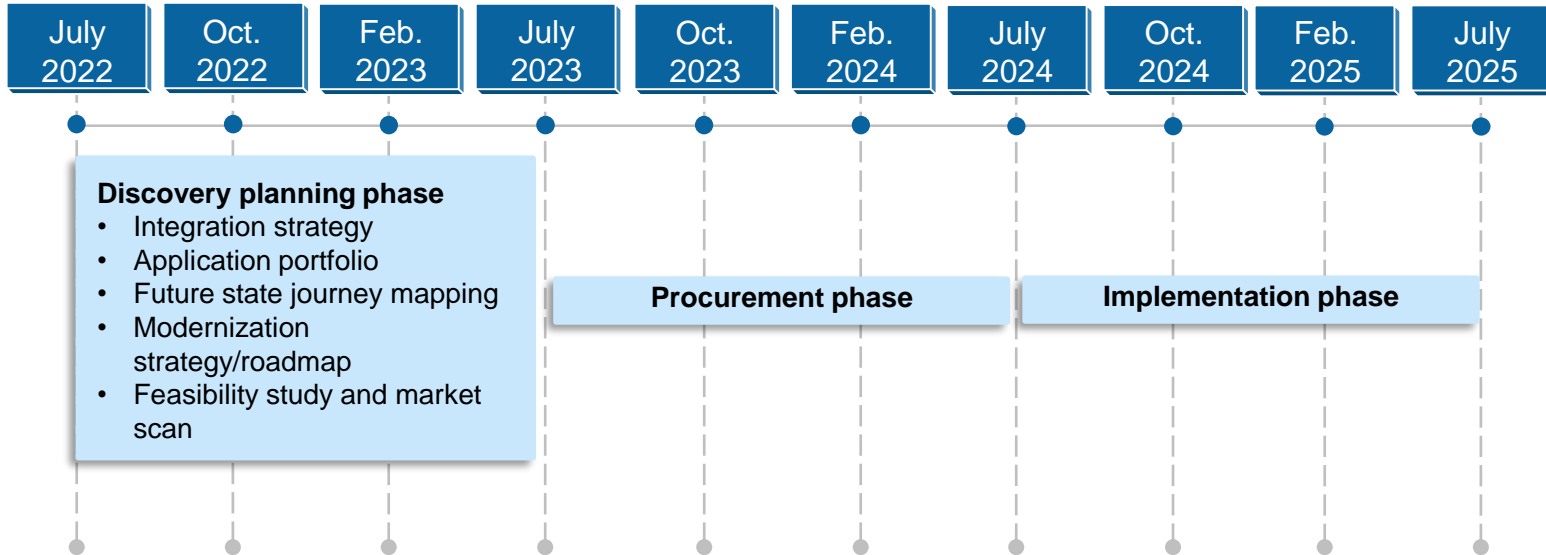 July
2022
Oct.
2022
Feb.
2023
July
2023
Oct.
2023
Feb.
2024
July
2024
Oct.
2024
Feb.
2025
July
2025
Discovery planning phase
• Integration strategy
• Application portfolio
• Future state journey mapping
• Modernization
strategy/roadmap
• Feasibility study and market
scan
Procurement phase
Implementation phase